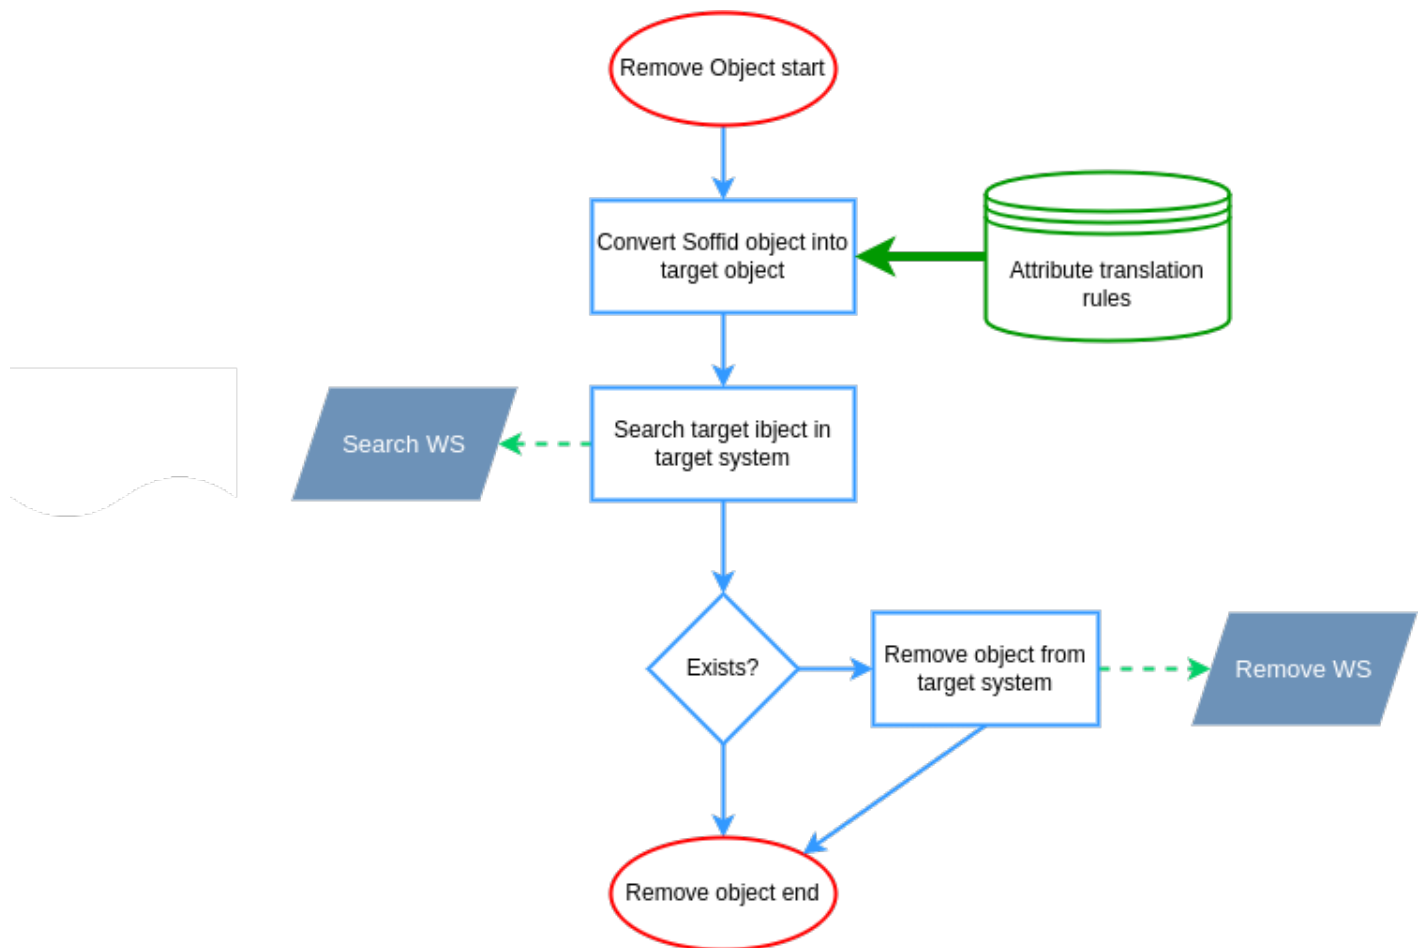 Remove Object start
Convert Soffid object into
target object
Attribute translation
rules
Search WS
Search target ibject in
target system
Exists?
Remove object from
target system
Remove WS
Remove object end